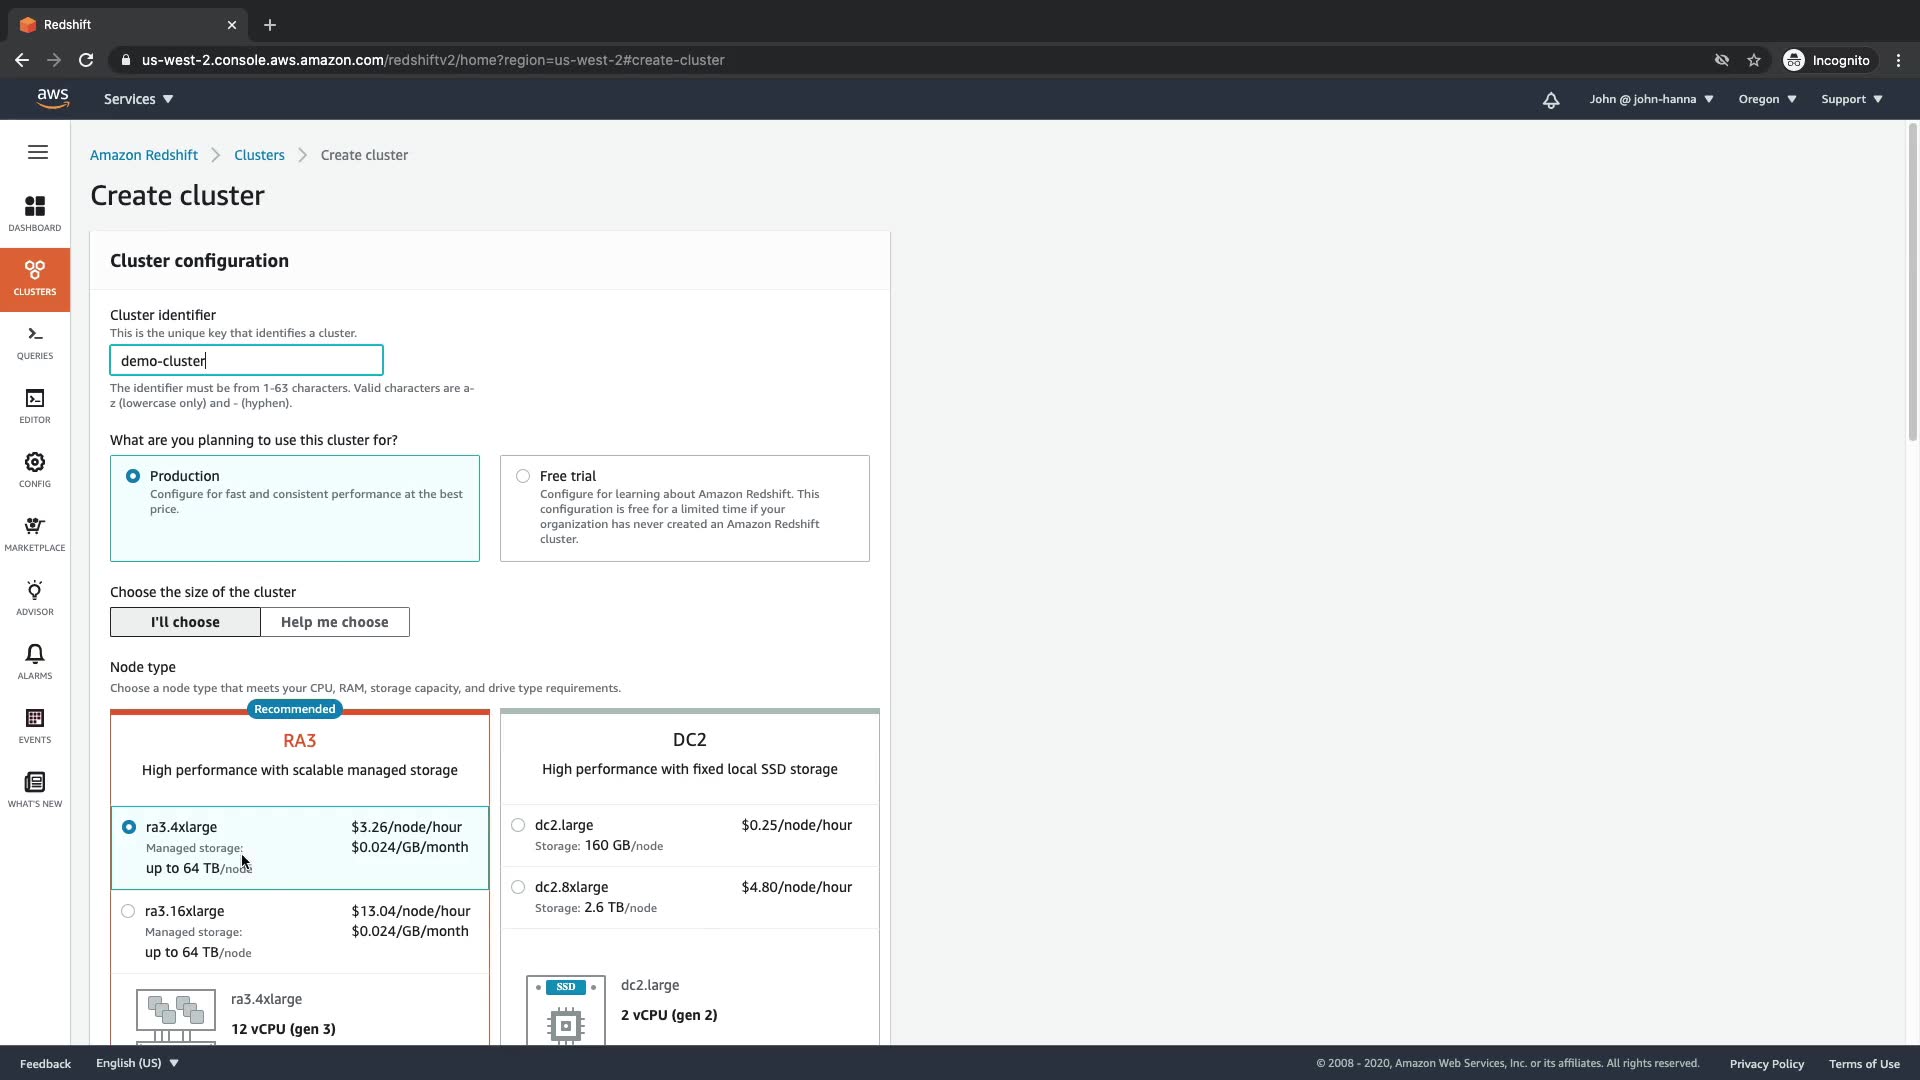 Redshift
us-west-2.console.aws.amazon.com/redshiftv2/home?region=us-west-2#create-cluster
Incognito
aws
Services
John @ john-hanna
Oregon
Support
DASHBOARD
CLUSTERS
QUERIES
EDITOR
CONFIG
MARKETPLACE
ADVISOR
ALARMS
EVENTS
WHAT'S NEW
Amazon Redshift > Clusters > Create cluster
Create cluster
Cluster configuration
Cluster identifier
This is the unique key that identifies a cluster.
demo-cluster
The identifier must be from 1-63 characters. Valid characters are a-
z (lowercase only) and - (hyphen).
What are you planning to use this cluster for?
Production
Configure for fast and consistent performance at the best
price.
Free trial
Configure for learning about Amazon Redshift. This
configuration is free for a limited time if your
organization has never created an Amazon Redshift
cluster.
Choose the size of the cluster
I'll choose
Help me choose
Node type
Choose a node type that meets your CPU, RAM, storage capacity, and drive type requirements.
Recommended
RA3
High performance with scalable managed storage
ra3.4xlarge $3.26/node/hour
Managed storage: $0.024/GB/month
up to 64 TB/node
ra3.16xlarge $13.04/node/hour
Managed storage: $0.024/GB/month
up to 64 TB/node
ra3.4xlarge
12 vCPU (gen 3)
DC2
High performance with fixed local SSD storage
dc2.large $0.25/node/hour
Storage: 160 GB/node
dc2.8xlarge $4.80/node/hour
Storage: 2.6 TB/node
SSD
dc2.large
2 vCPU (gen 2)
Feedback
English (US)
© 2008 - 2020, Amazon Web Services, Inc. or its affiliates. All rights reserved.
Privacy Policy
Terms of Use